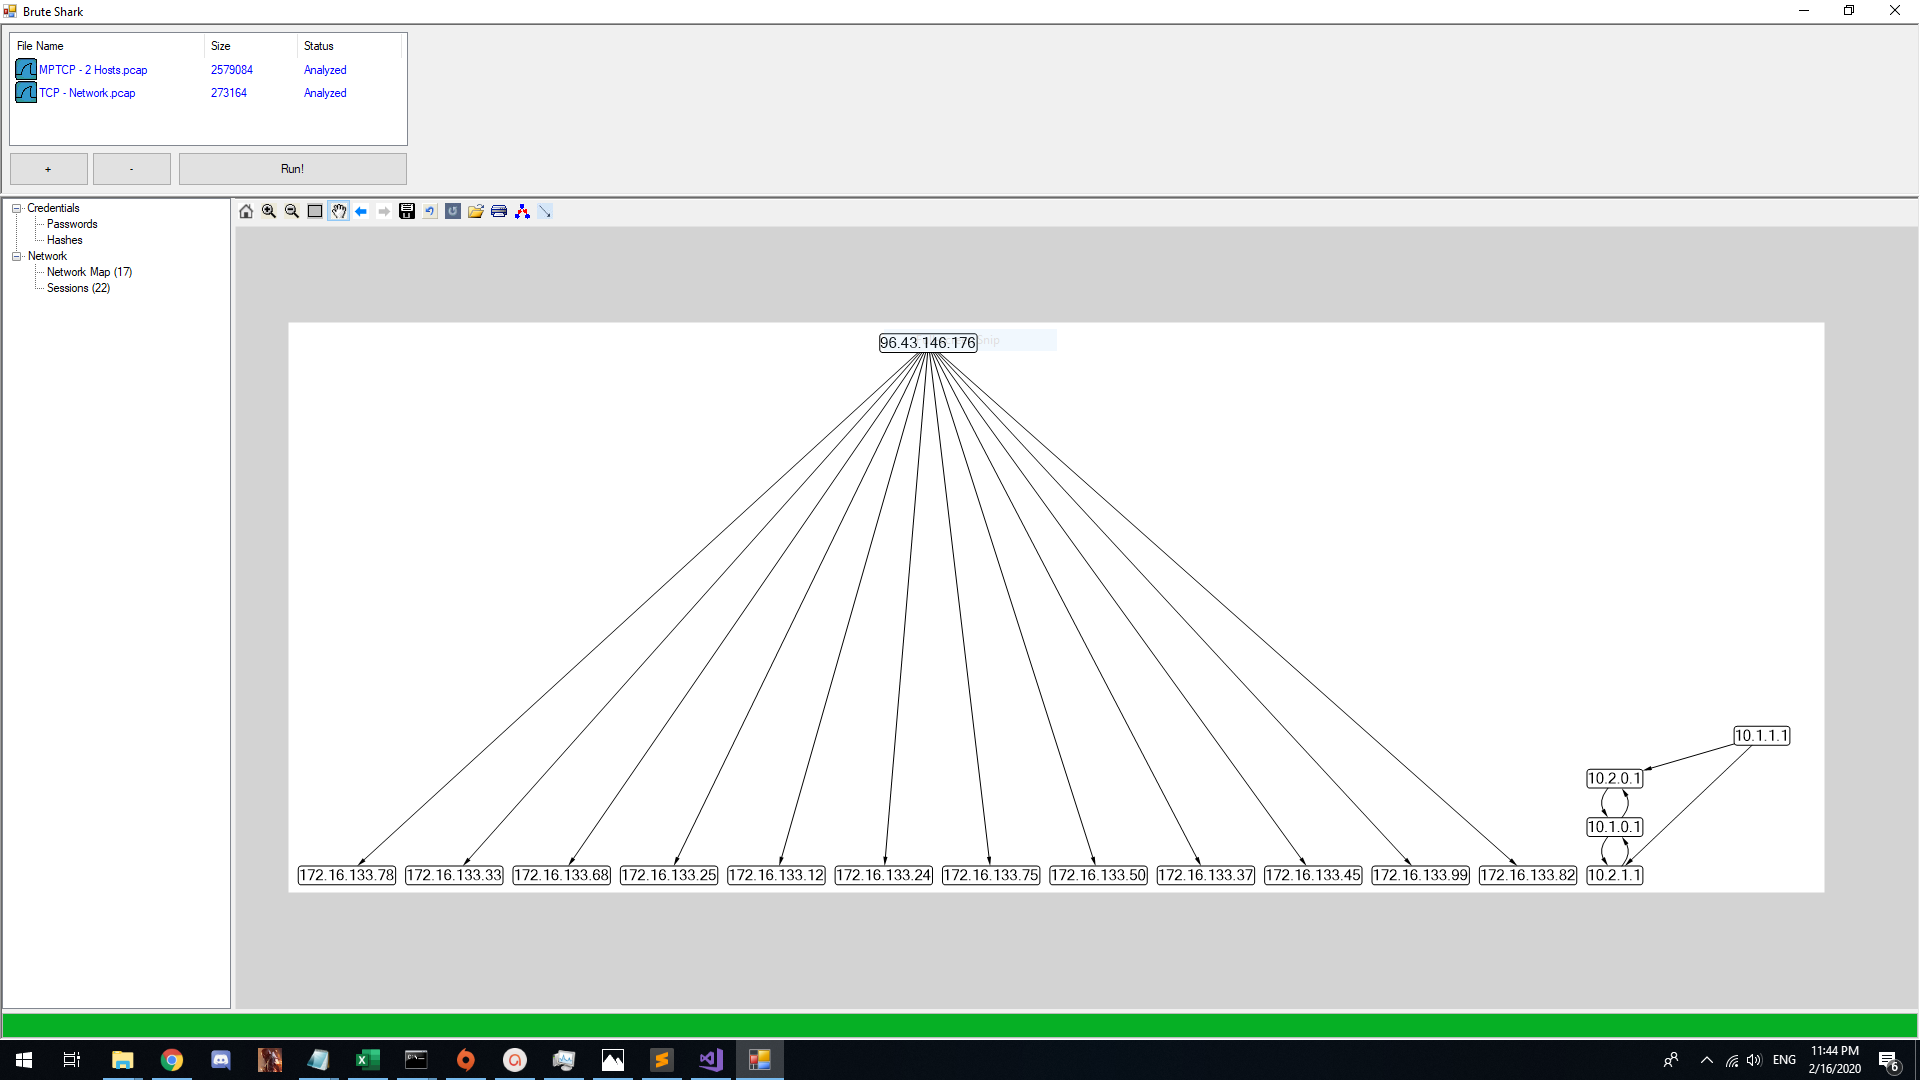 Brute Shark
File Name Size Status
MPTCP - 2 Hosts.pcap 2579084 Analyzed
TCP - Network.pcap 273164 Analyzed
+ - Run!
Credentials
Passwords
Hashes
Network
Network Map (17)
Sessions (22)
96.43.146.176
10.1.1.1
10.2.0.1
10.1.0.1
172.16.133.78 172.16.133.33 172.16.133.68 172.16.133.25 172.16.133.12 172.16.133.24 172.16.133.75 172.16.133.50 172.16.133.37 172.16.133.45 172.16.133.99 172.16.133.82 10.2.1.1
ENG
11:44 PM
2/16/2020
6